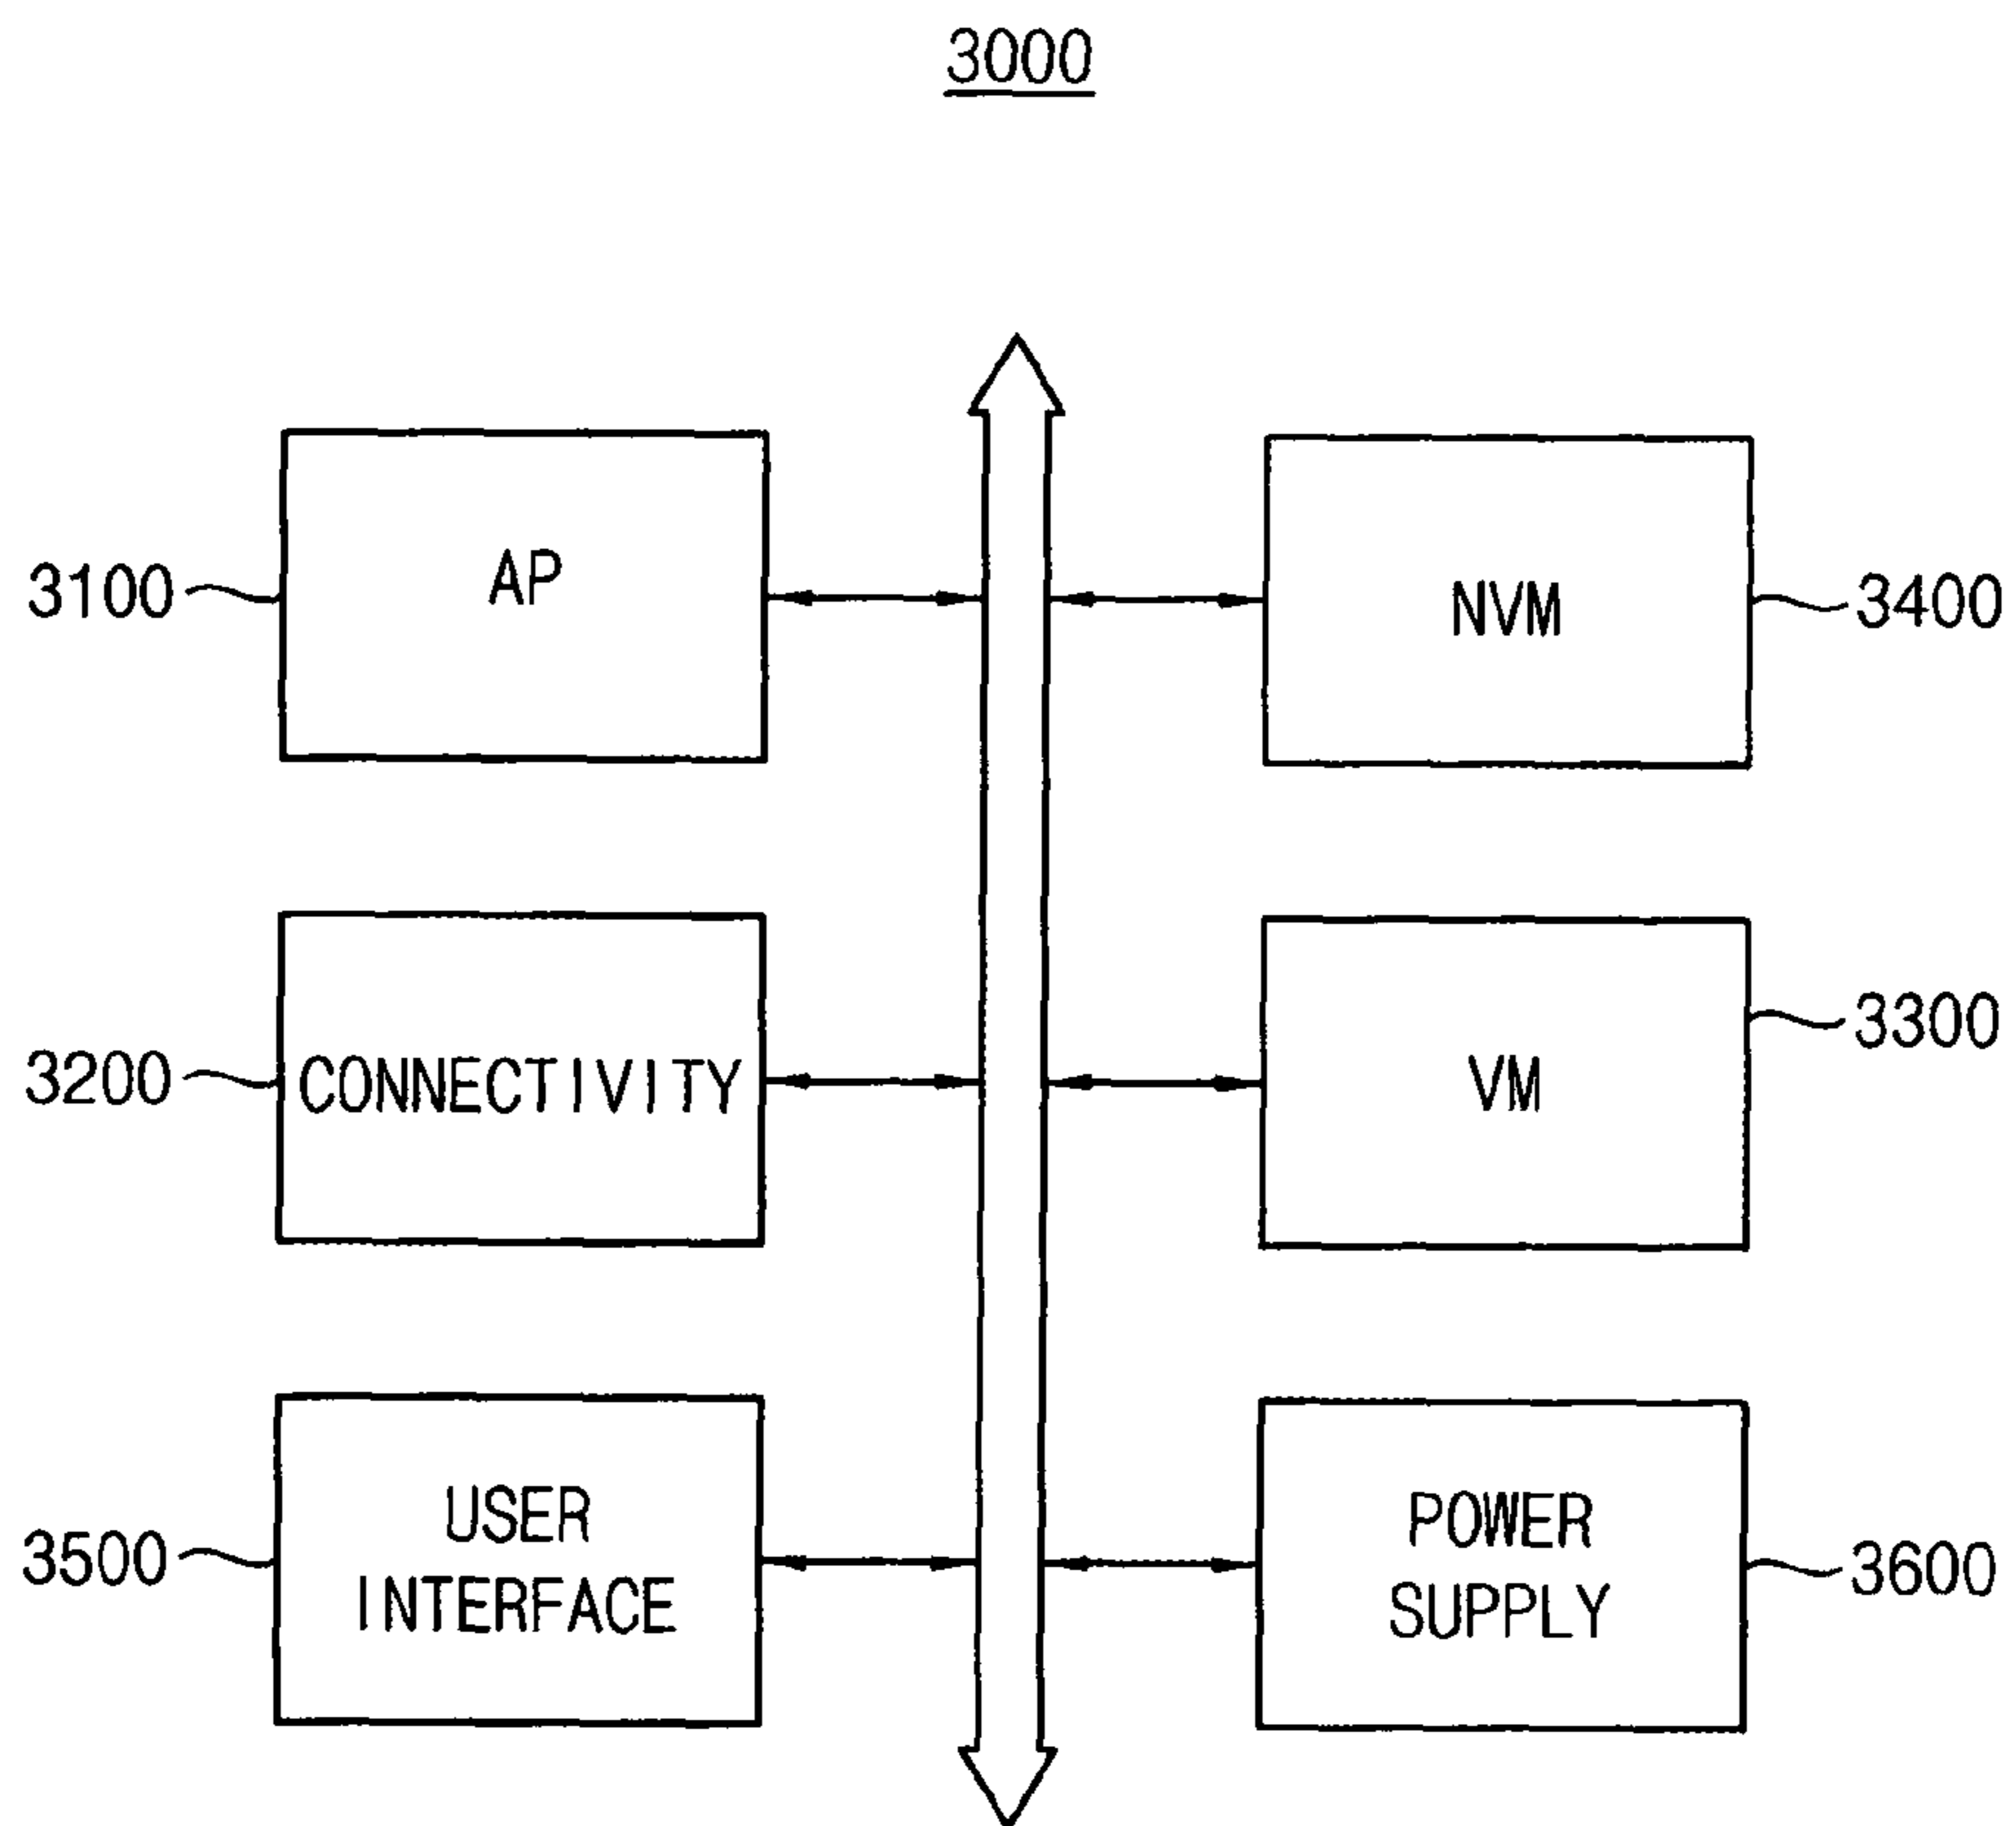 3000
AP
3100
NVM
3400
CONNECTIVITY
3200
VM
3300
USER
INTERFACE
3500
POWER
SUPPLY
3600